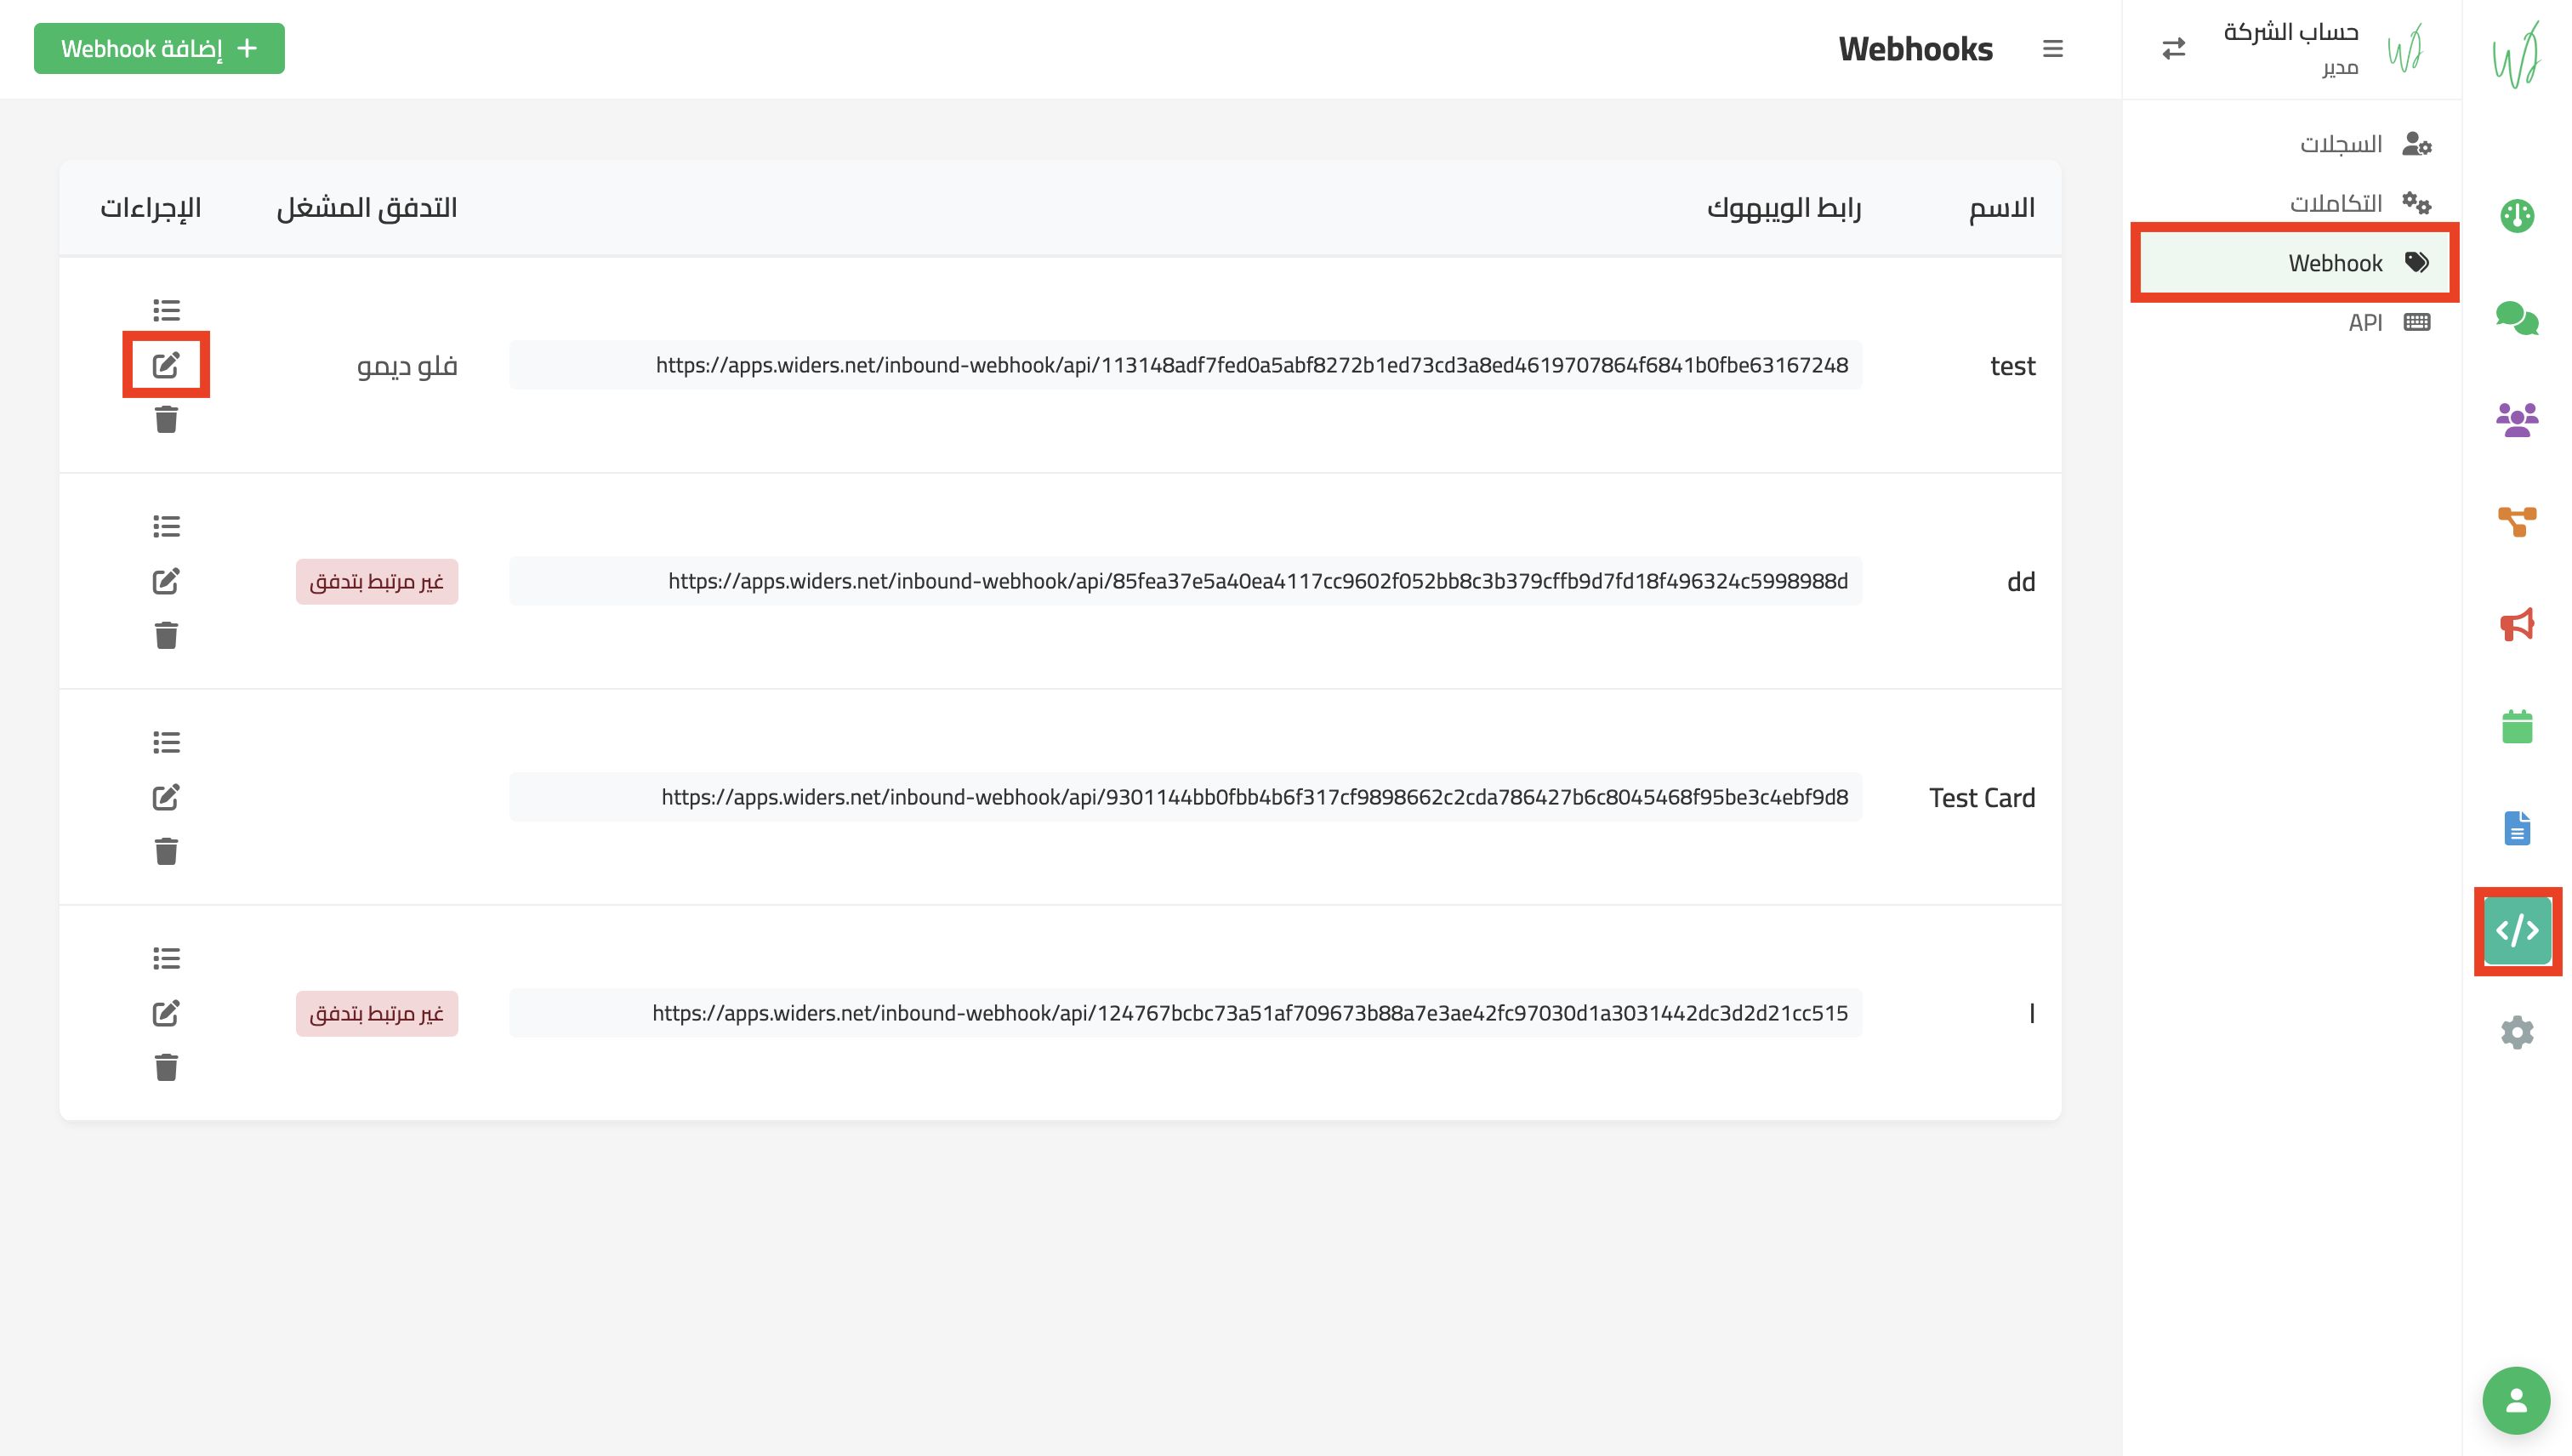 حساب الشركة
مدير
السجلات
التكاملات
Webhook
API
Webhooks
إضافة Webhook
الاسم رابط الويبهوك التدفق المشغل الإجراءات
test https://apps.widers.net/inbound-webhook/api/113148adf7fed0a5abf8272b1ed73cd3a8ed4619707864f6841b0fbe63167248 فلو ديمو
dd https://apps.widers.net/inbound-webhook/api/85fea37e5a40ea4117cc9602f052bb8c3b379cffb9d7fd18f496324c5998988d غير مرتبط بتدفق
Test Card https://apps.widers.net/inbound-webhook/api/9301144bb0fbb4b6f317cf9898662c2cda786427b6c8045468f95be3c4ebf9d8
l https://apps.widers.net/inbound-webhook/api/124767bcbc73a51af709673b88a7e3ae42fc97030d1a3031442dc3d2d21cc515 غير مرتبط بتدفق